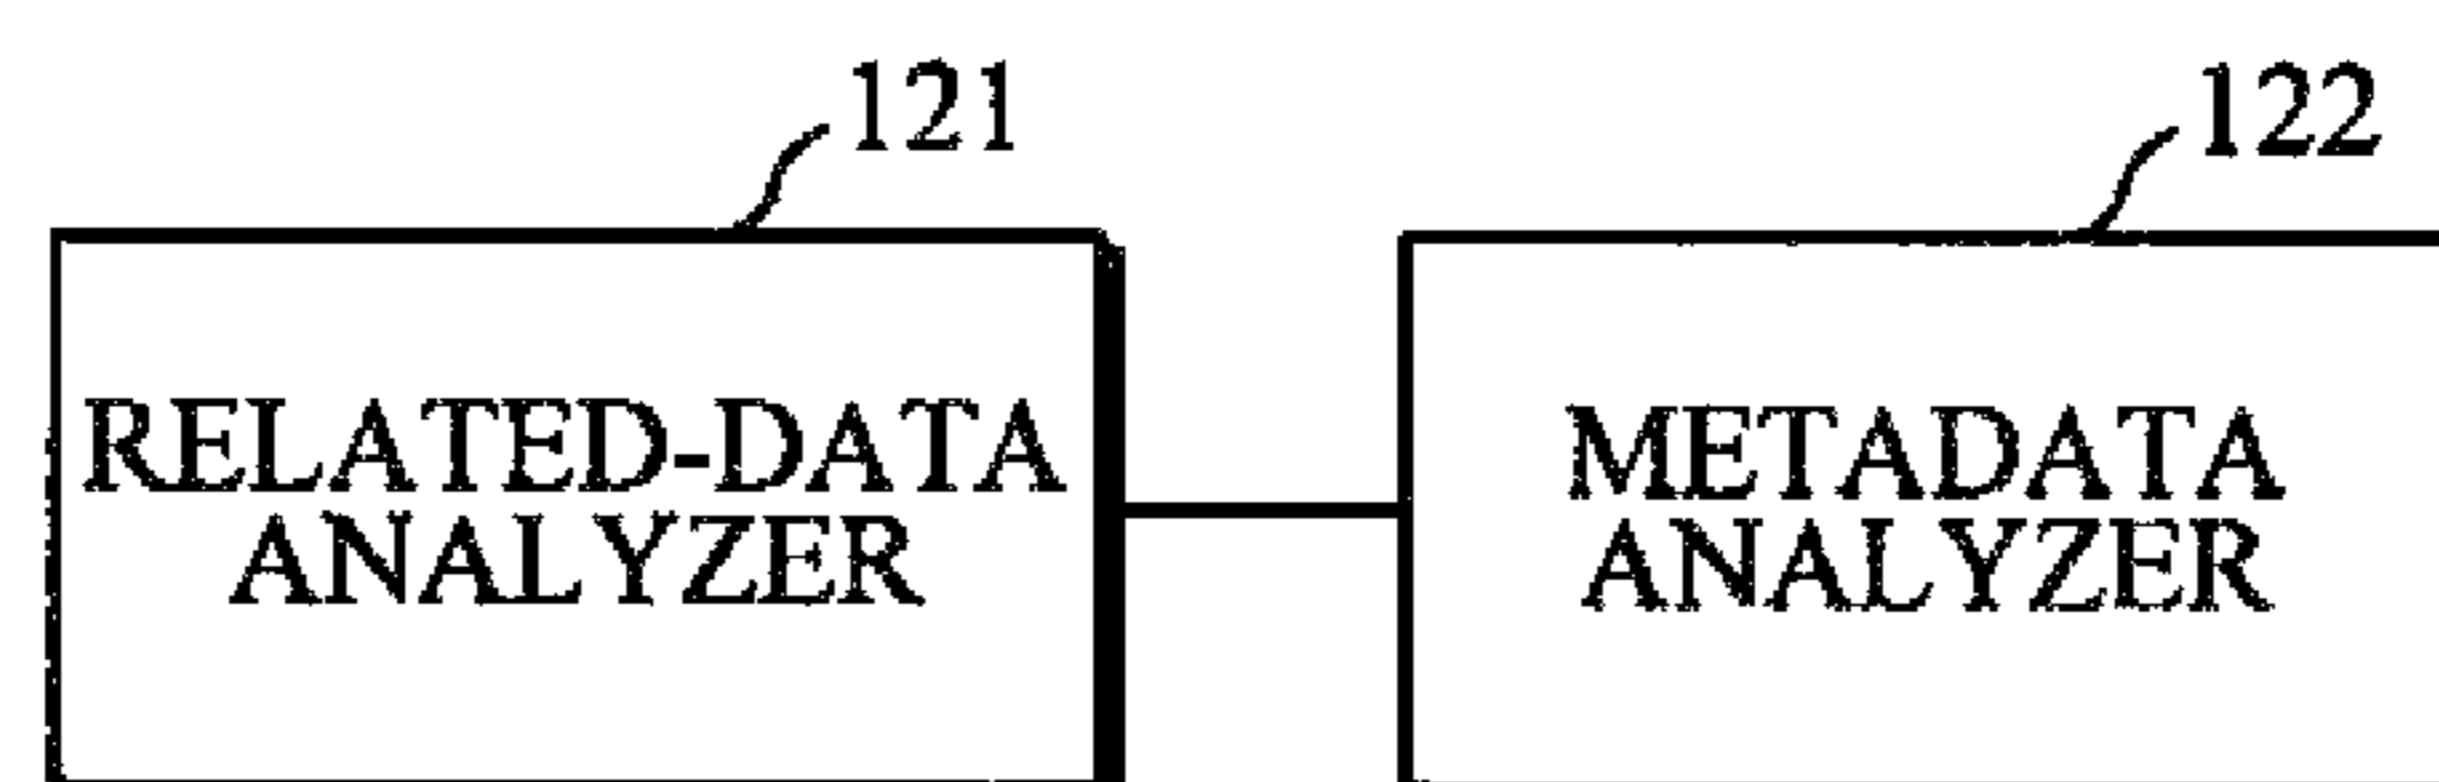 121
122
RELATED-DATA
ANALYZER
METADATA
ANALYZER